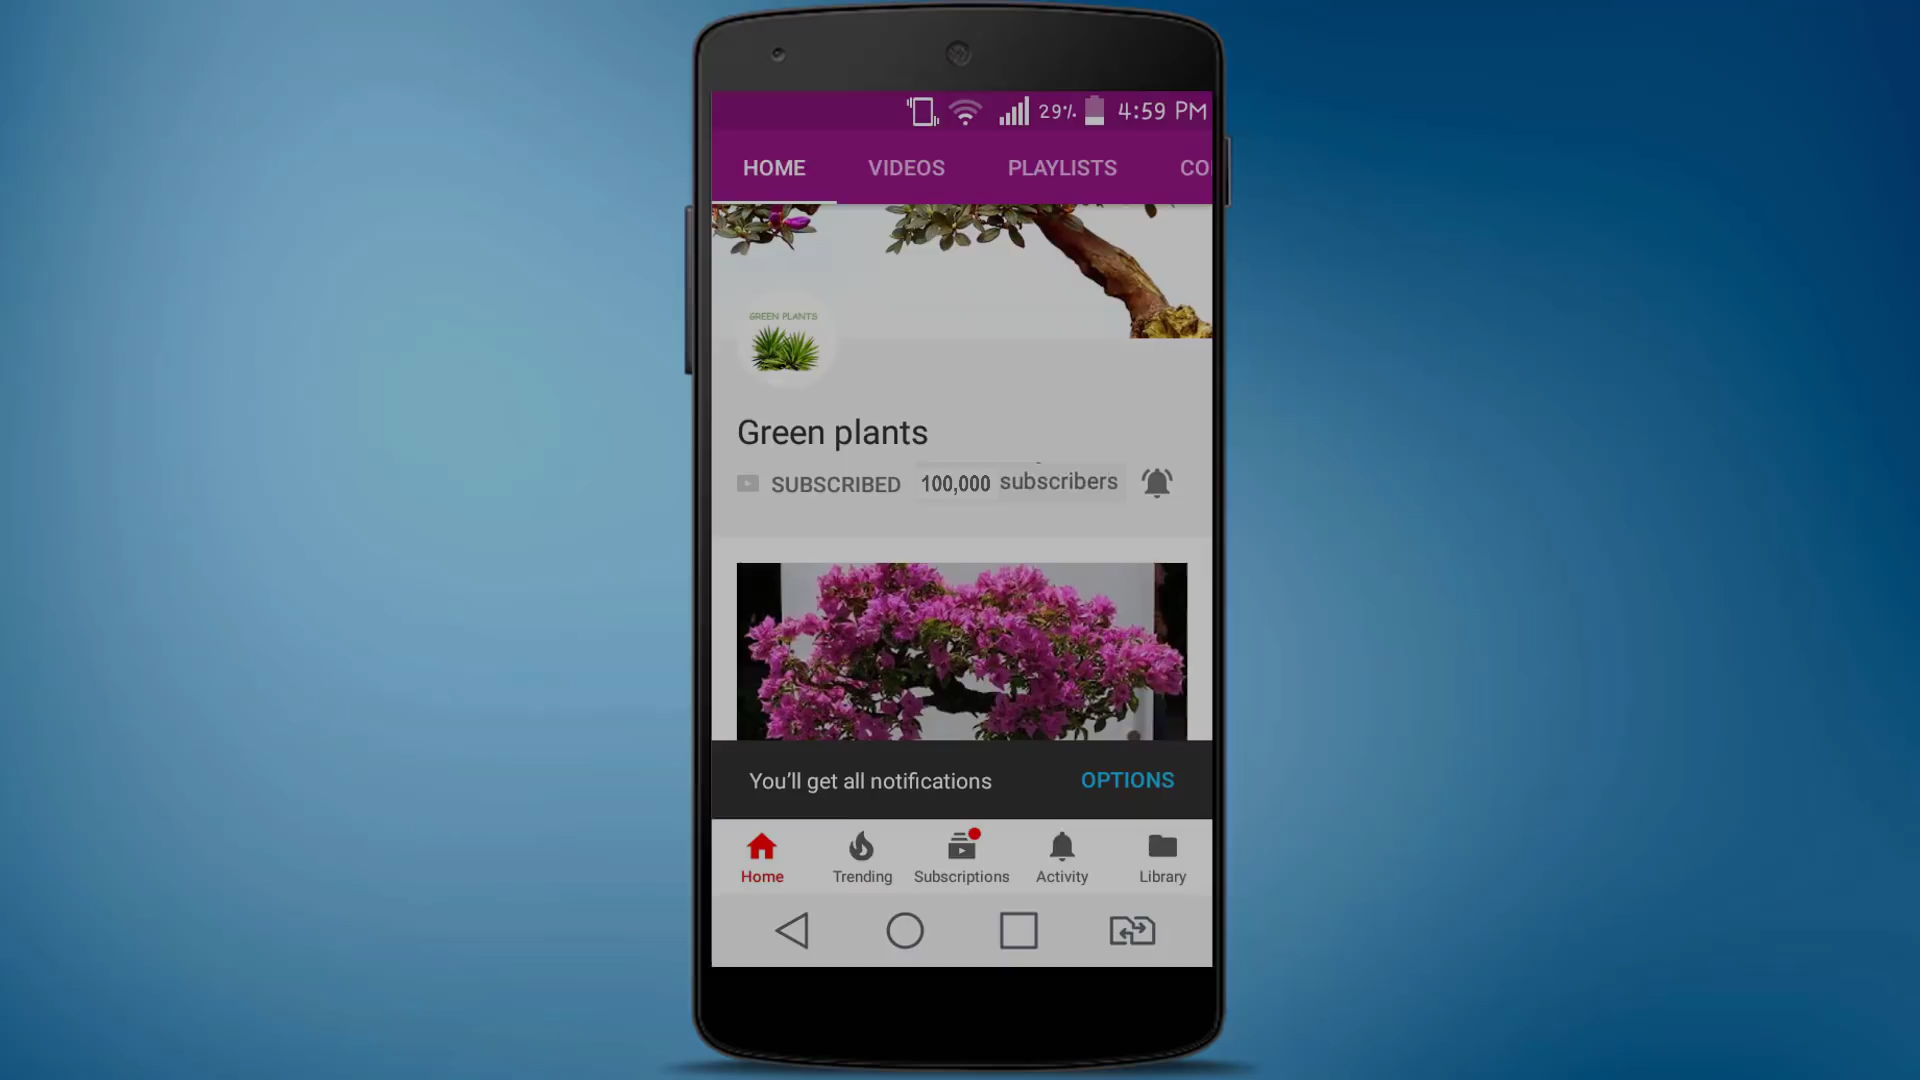 29% 4:59 PM
HOME VIDEOS PLAYLISTS CO
GREEN PLANTS
Green plants
SUBSCRIBED 100,000 subscribers
You’ll get all notifications OPTIONS
Home Trending Subscriptions Activity Library